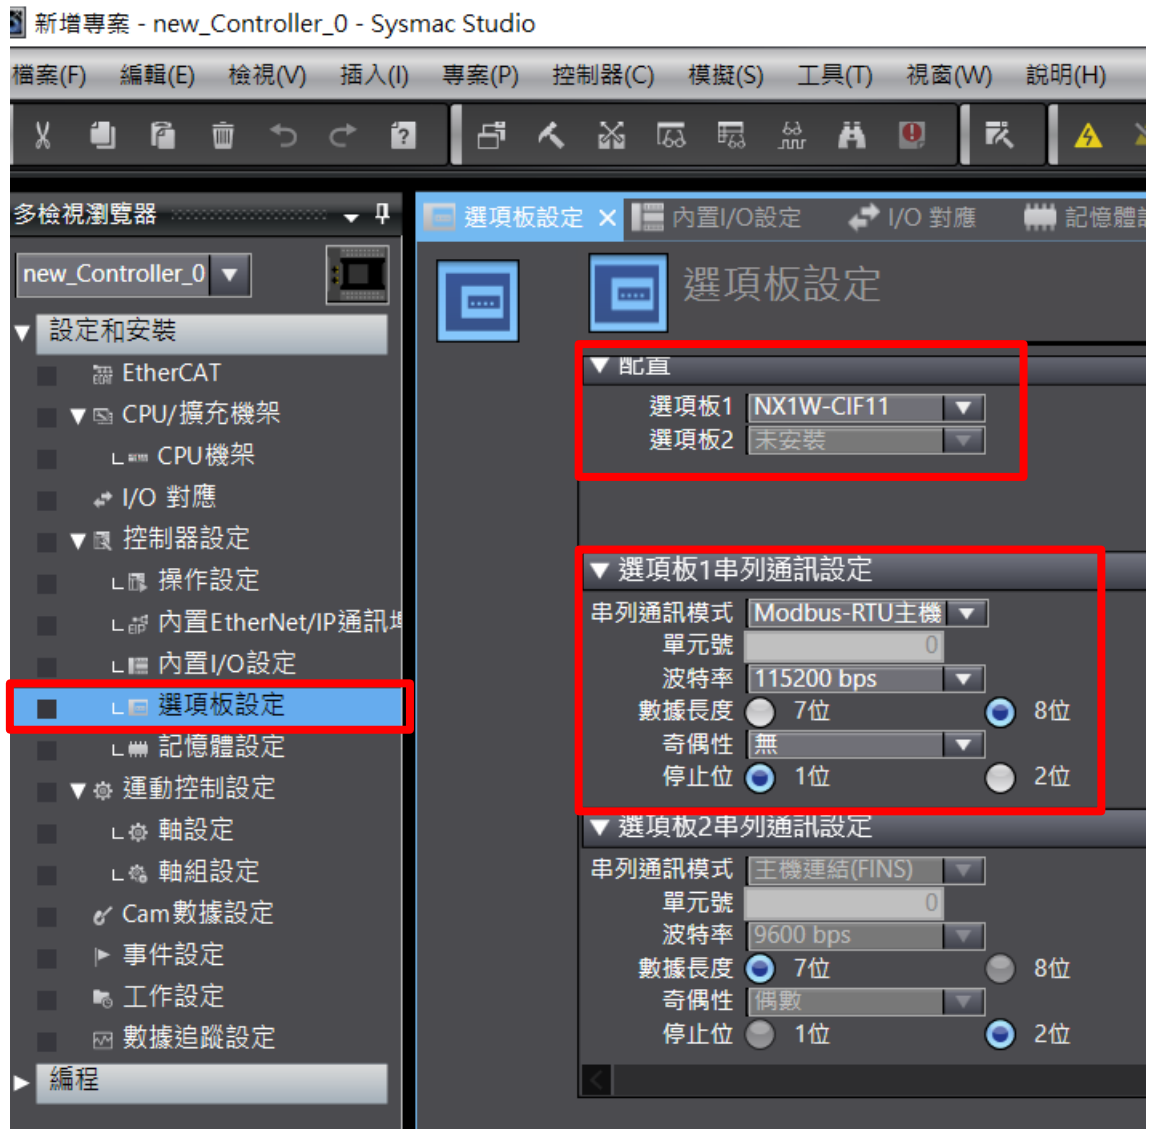 新增專案 - new_Controller_0 - Sysmac Studio
檔案(F) 編輯(E) 檢視(V) 插入(I) 專案(P) 控制器(C) 模擬(S) 工具(T) 視窗(W) 說明(H)
多檢視瀏覽器
選項板設定 內置I/O設定 I/O 對應 記憶體
new_Controller_0
選項板設定
設定和安裝
EtherCAT
CPU/擴充機架
CPU機架
I/O 對應
控制器設定
操作設定
內置EtherNet/IP通訊
內置I/O設定
選項板設定
記憶體設定
運動控制設定
軸設定
軸組設定
Cam數據設定
事件設定
工作設定
數據追蹤設定
編程
配置
選項板1 NX1W-CIF11
選項板2 未安裝
選項板1串列通訊設定
串列通訊模式 Modbus-RTU主機
單元號 0
波特率 115200 bps
數據長度 7位 8位
奇偶性 無
停止位 1位 2位
選項板2串列通訊設定
串列通訊模式 主機連結(FINS)
單元號 0
波特率 9600 bps
數據長度 7位 8位
奇偶性 偶數
停止位 1位 2位